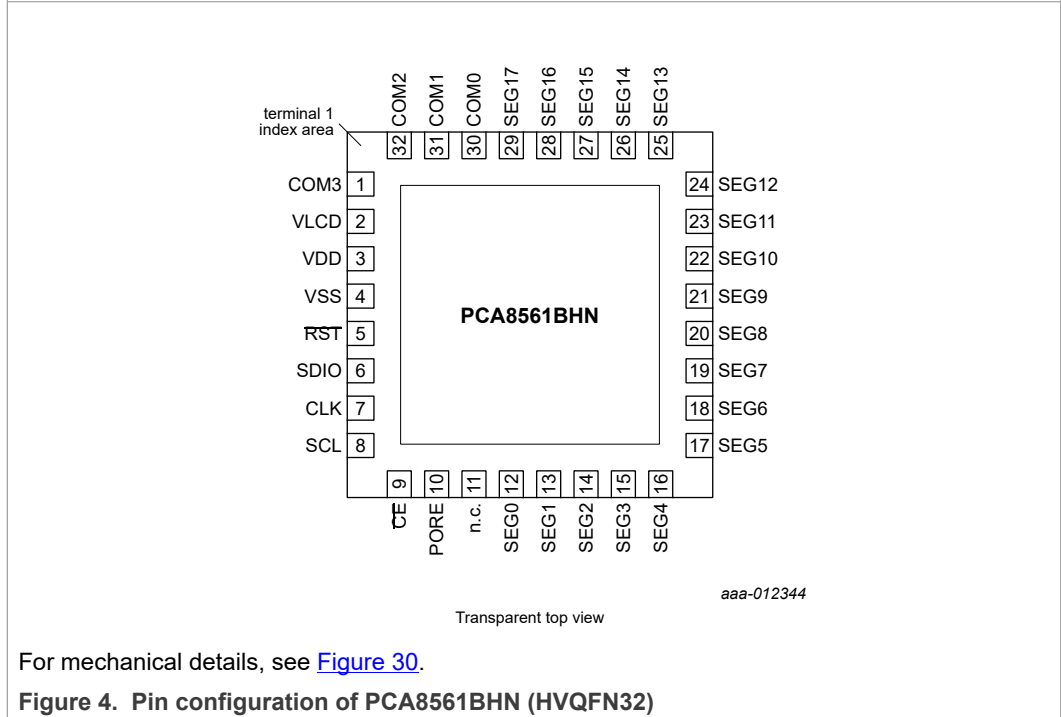 32 COM2
31 COM1
30 COM0
29 SEG17
28 SEG16
27 SEG15
26 SEG14
25 SEG13
terminal 1
index area
COM3 1
VLCD 2
VDD 3
VSS 4
RST 5
SDIO 6
CLK 7
SCL 8
PCA8561BHN
24 SEG12
23 SEG11
22 SEG10
21 SEG9
20 SEG8
19 SEG7
18 SEG6
17 SEG5
CE 9
PORE 10
n.c. 11
SEG0 12
SEG1 13
SEG2 14
SEG3 15
SEG4 16
aaa-012344
Transparent top view
For mechanical details, see Figure 30.
Figure 4. Pin configuration of PCA8561BHN (HVQFN32)